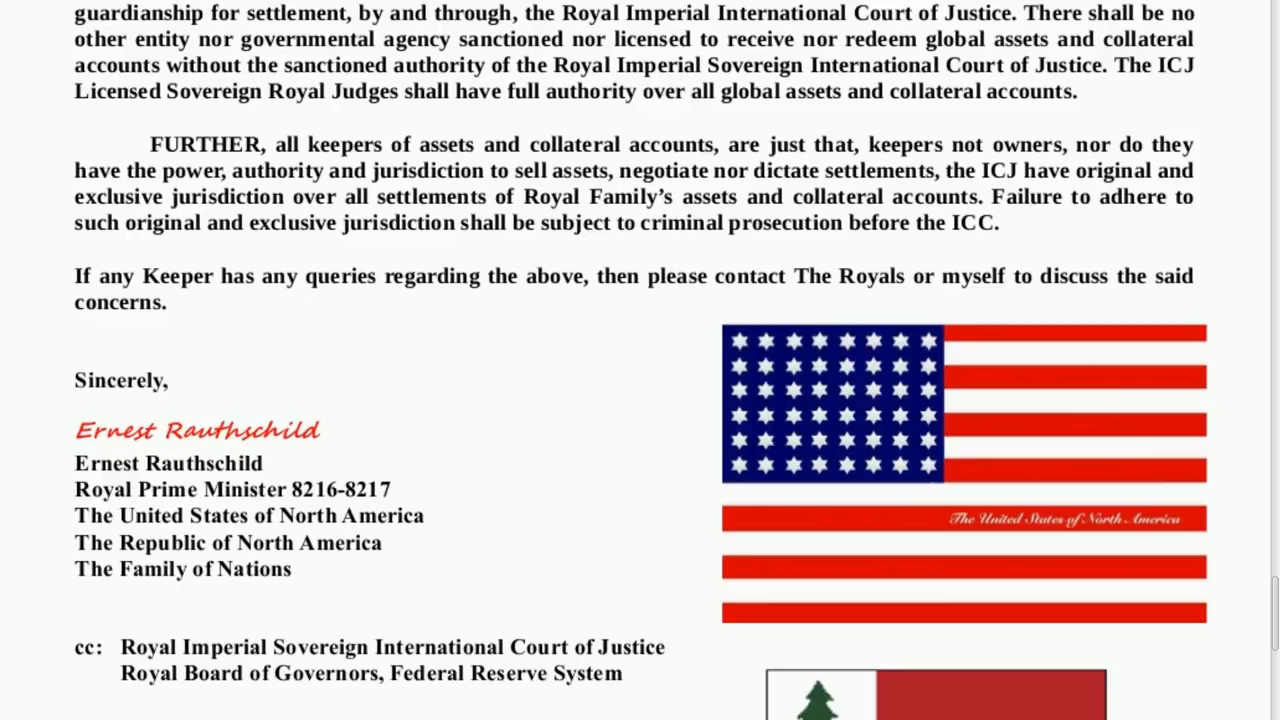 guardianship for settlement, by and through, the Royal Imperial International Court of Justice. There shall be no
other entity nor governmental agency sanctioned nor licensed to receive nor redeem global assets and collateral
accounts without the sanctioned authority of the Royal Imperial Sovereign International Court of Justice. The ICJ
Licensed Sovereign Royal Judges shall have full authority over all global assets and collateral accounts.
FURTHER, all keepers of assets and collateral accounts, are just that, keepers not owners, nor do they
have the power, authority and jurisdiction to sell assets, negotiate nor dictate settlements, the ICJ have original and
exclusive jurisdiction over all settlements of Royal Family’s assets and collateral accounts. Failure to adhere to
such original and exclusive jurisdiction shall be subject to criminal prosecution before the ICC.
If any Keeper has any queries regarding the above, then please contact The Royals or myself to discuss the said
concerns.
Sincerely,
Ernest Rauthschild
Ernest Rauthschild
Royal Prime Minister 8216-8217
The United States of North America
The Republic of North America
The Family of Nations
The United States of North America
cc: Royal Imperial Sovereign International Court of Justice
Royal Board of Governors, Federal Reserve System